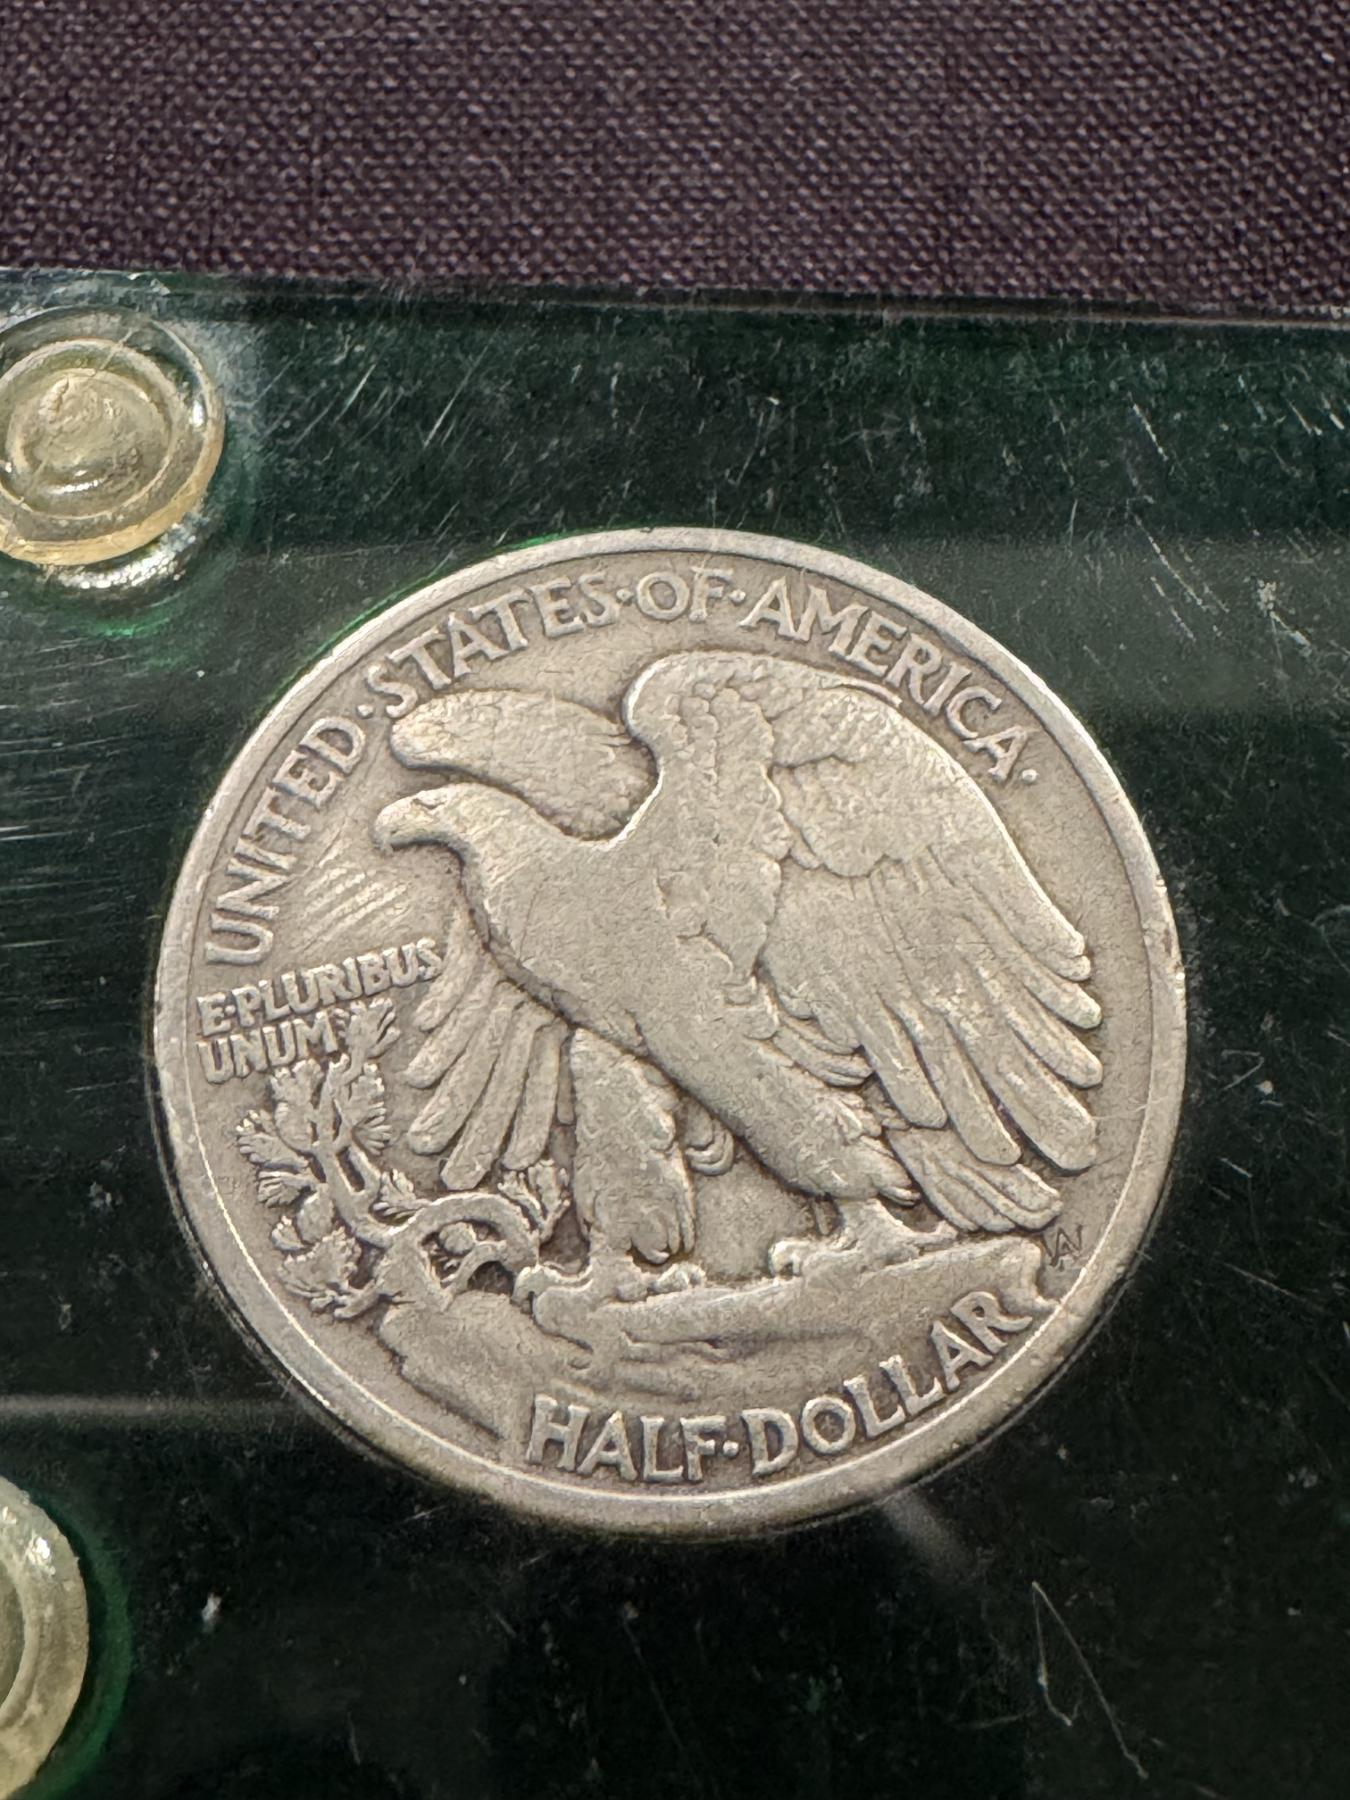 UNITED·STATES·OF·AMERICA·
E·PLURIBUS
UNUM
AW
HALF·DOLLAR